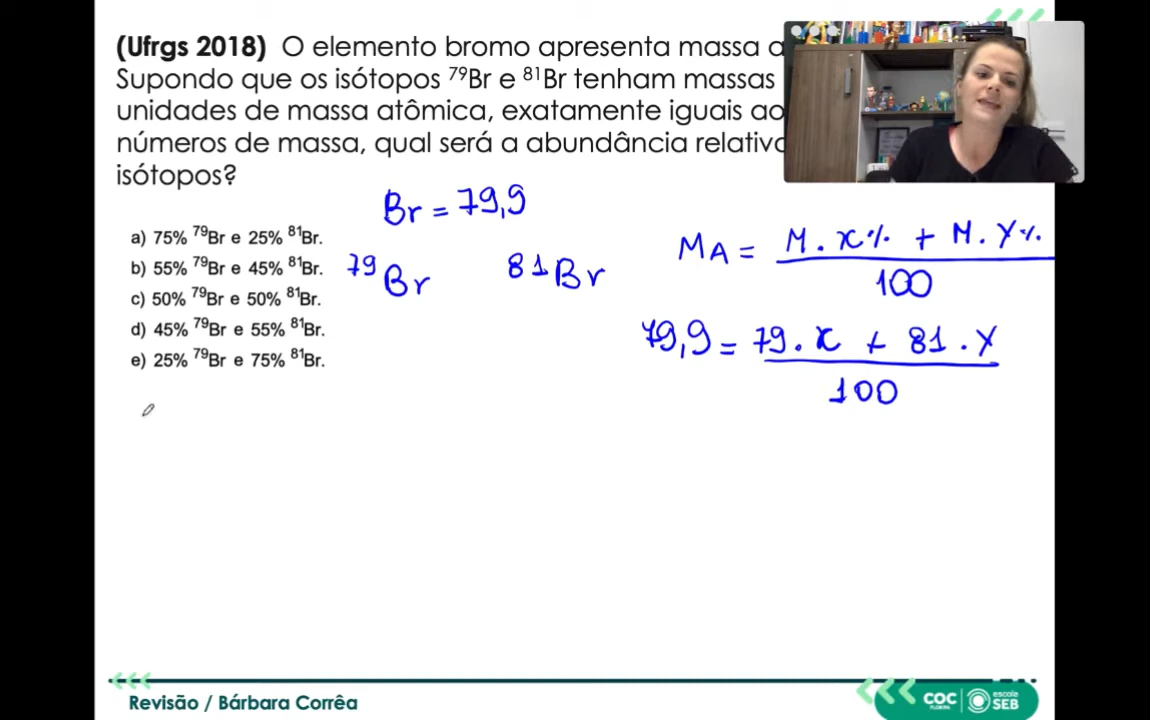 (Ufrgs 2018) O elemento bromo apresenta massa a
Supondo que os isótopos ⁷⁹Br e ⁸¹Br tenham massas
unidades de massa atômica, exatamente iguais ao
números de massa, qual será a abundância relativa
isótopos?
Br = 79,9
a) 75% ⁷⁹Br e 25% ⁸¹Br.
b) 55% ⁷⁹Br e 45% ⁸¹Br.
c) 50% ⁷⁹Br e 50% ⁸¹Br.
d) 45% ⁷⁹Br e 55% ⁸¹Br.
e) 25% ⁷⁹Br e 75% ⁸¹Br.
⁷⁹Br ⁸¹Br
MA = M . X% + M . Y%
100
79,9 = 79 . X + 81 . Y
100
Revisão / Bárbara Corrêa
COC
FLORIPA
escola
SEB